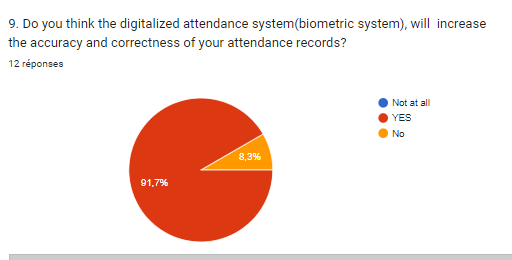 9. Do you think the digitalized attendance system(biometric system), will  increase
the accuracy and correctness of your attendance records?
12 réponses
Not at all
YES
No
8,3%
91,7%